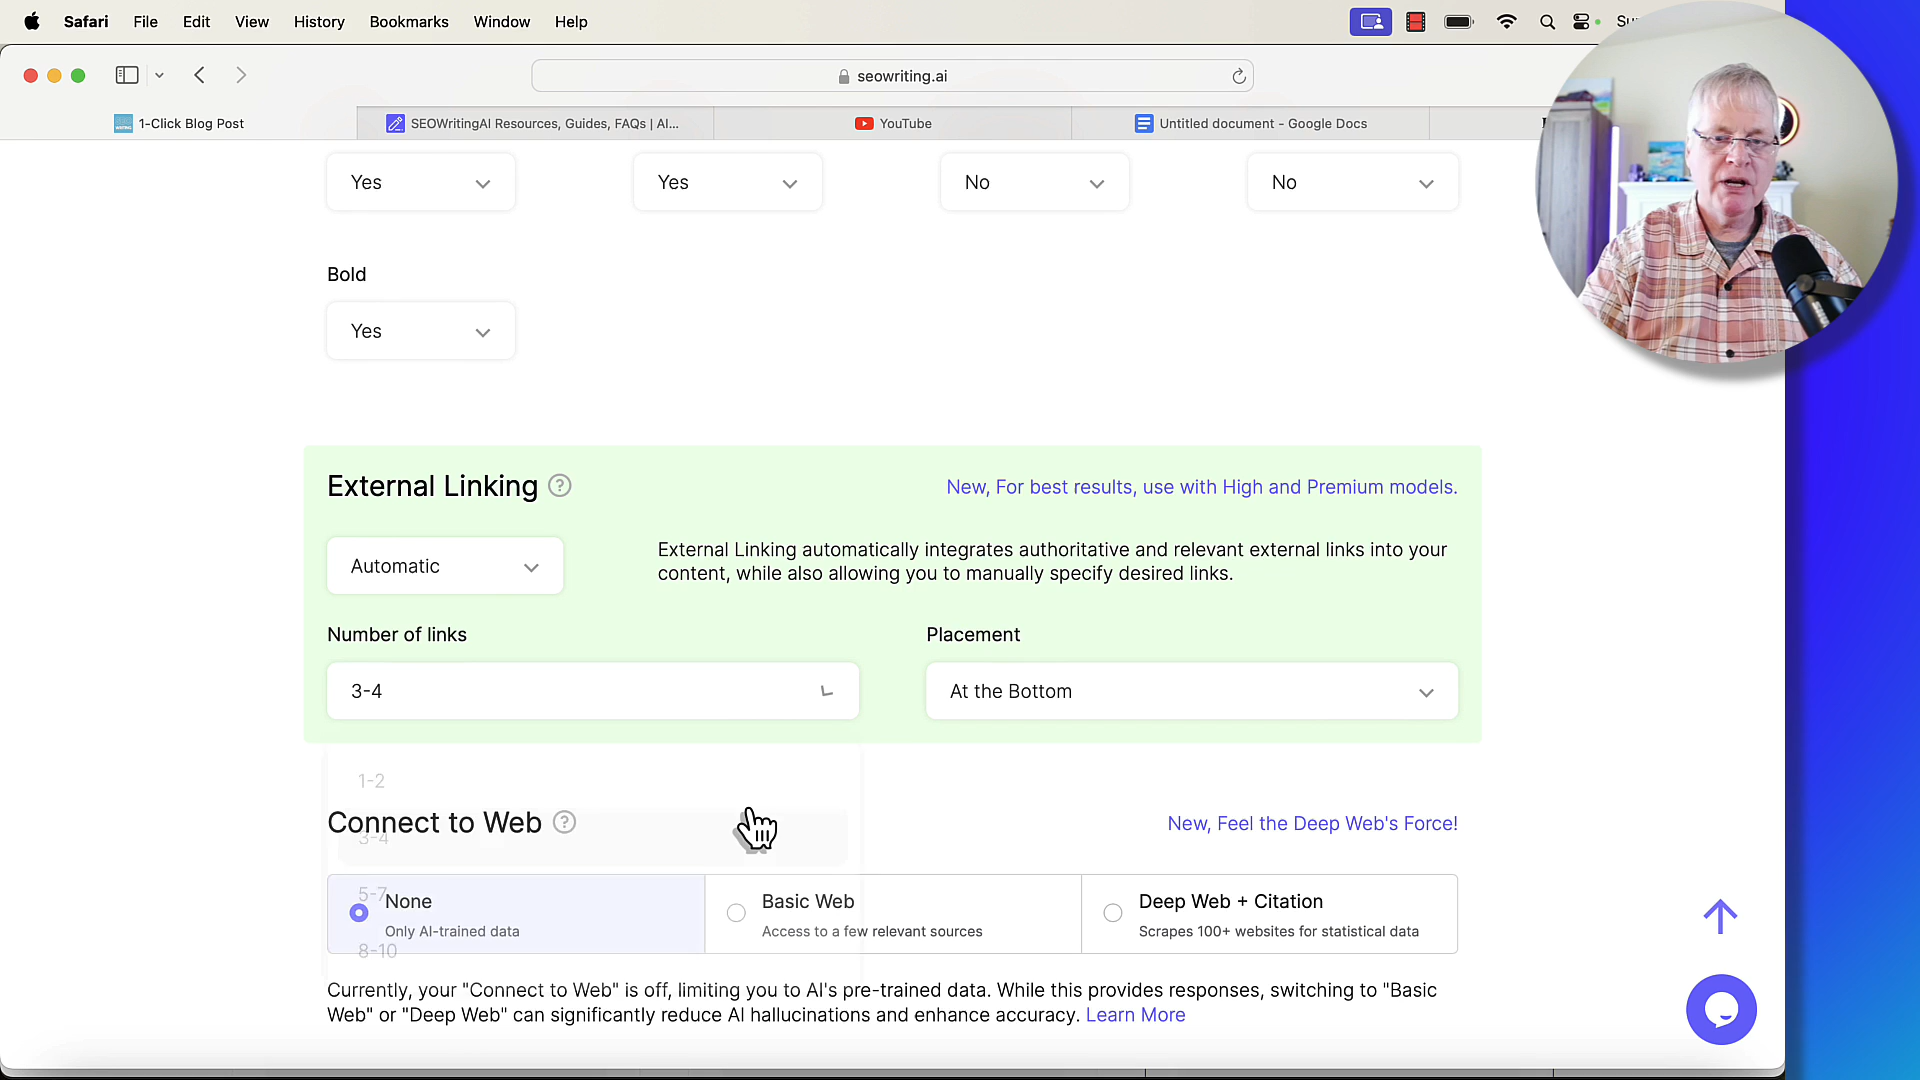 Safari File Edit View History Bookmarks Window Help
seowriting.ai
1-Click Blog Post
SEOWritingAI Resources, Guides, FAQs | AI...
YouTube
Untitled document - Google Docs
Yes Yes No No
Bold
Yes
External Linking ?
New, For best results, use with High and Premium models.
Automatic
External Linking automatically integrates authoritative and relevant external links into your
content, while also allowing you to manually specify desired links.
Number of links
Placement
3-4
At the Bottom
1-2
Connect to Web ?
New, Feel the Deep Web's Force!
3-4
5-7
None
Basic Web
Deep Web + Citation
Only AI-trained data
Access to a few relevant sources
Scrapes 100+ websites for statistical data
8-10
Currently, your "Connect to Web" is off, limiting you to AI's pre-trained data. While this provides responses, switching to "Basic
Web" or "Deep Web" can significantly reduce AI hallucinations and enhance accuracy. Learn More